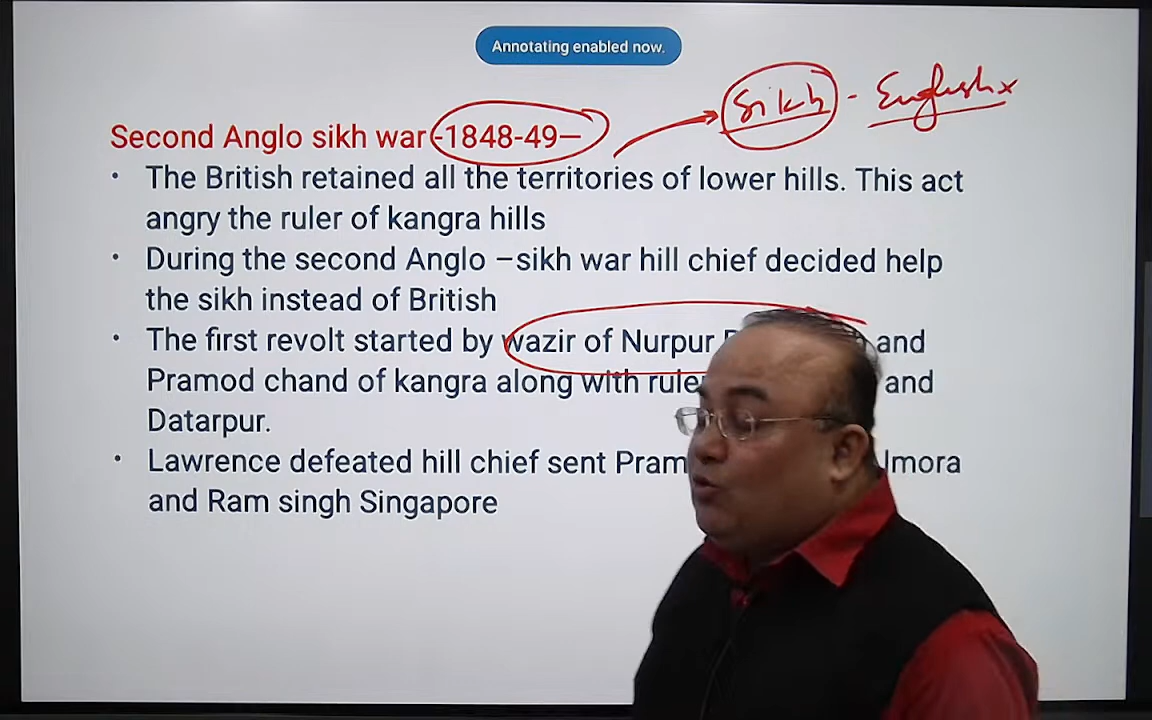 Annotating enabled now.
Sikh - English x
Second Anglo sikh war -1848-49–
• The British retained all the territories of lower hills. This act
angry the ruler of kangra hills
• During the second Anglo –sikh war hill chief decided help
the sikh instead of British
• The first revolt started by wazir of Nurpur and
Pramod chand of kangra along with and
Datarpur.
• Lawrence defeated hill chief sent
and Ram singh Singapore